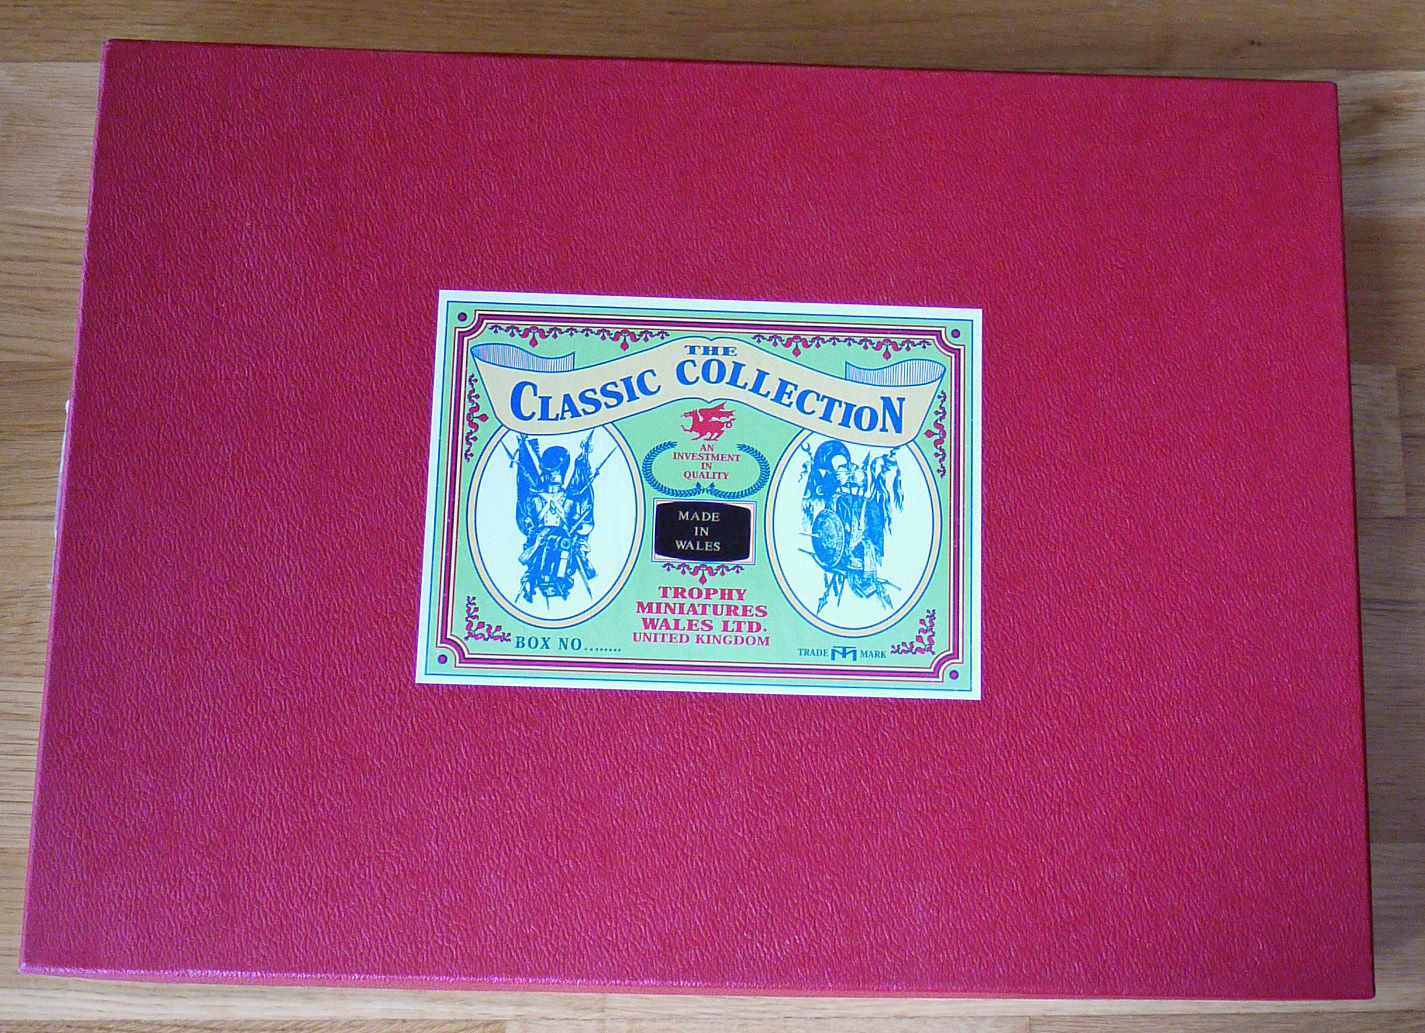 THE
CLASSIC COLLECTION
AN
INVESTMENT
IN
QUALITY
MADE
IN
WALES
TROPHY
MINIATURES
WALES LTD.
UNITED KINGDOM
BOX NO........
TRADE TM MARK